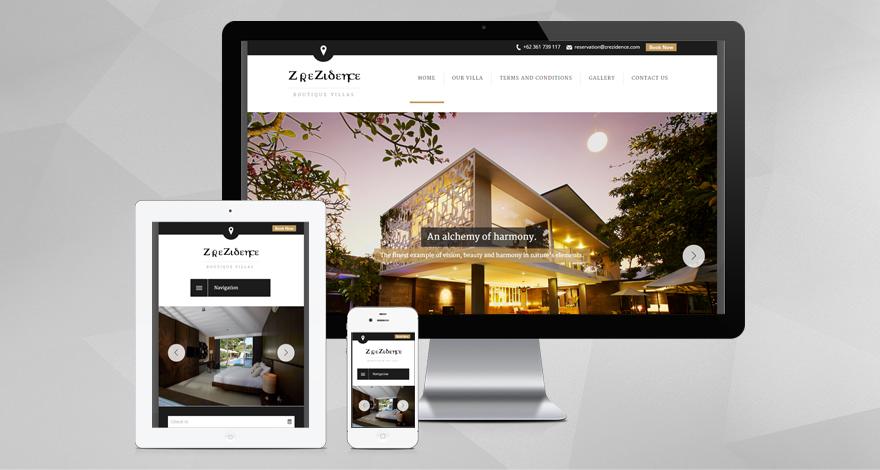 +62 361 739 117 reservation@zrezidence.com Book Now
ZREZIDENCE
BOUTIQUE VILLAS
HOME OUR VILLA TERMS AND CONDITIONS GALLERY CONTACT US
An alchemy of harmony.
The finest example of vision, beauty and harmony in nature's elements.
Book Now
ZREZIDENCE
BOUTIQUE VILLAS
Navigation
Check in
ZREZIDENCE
Navigation